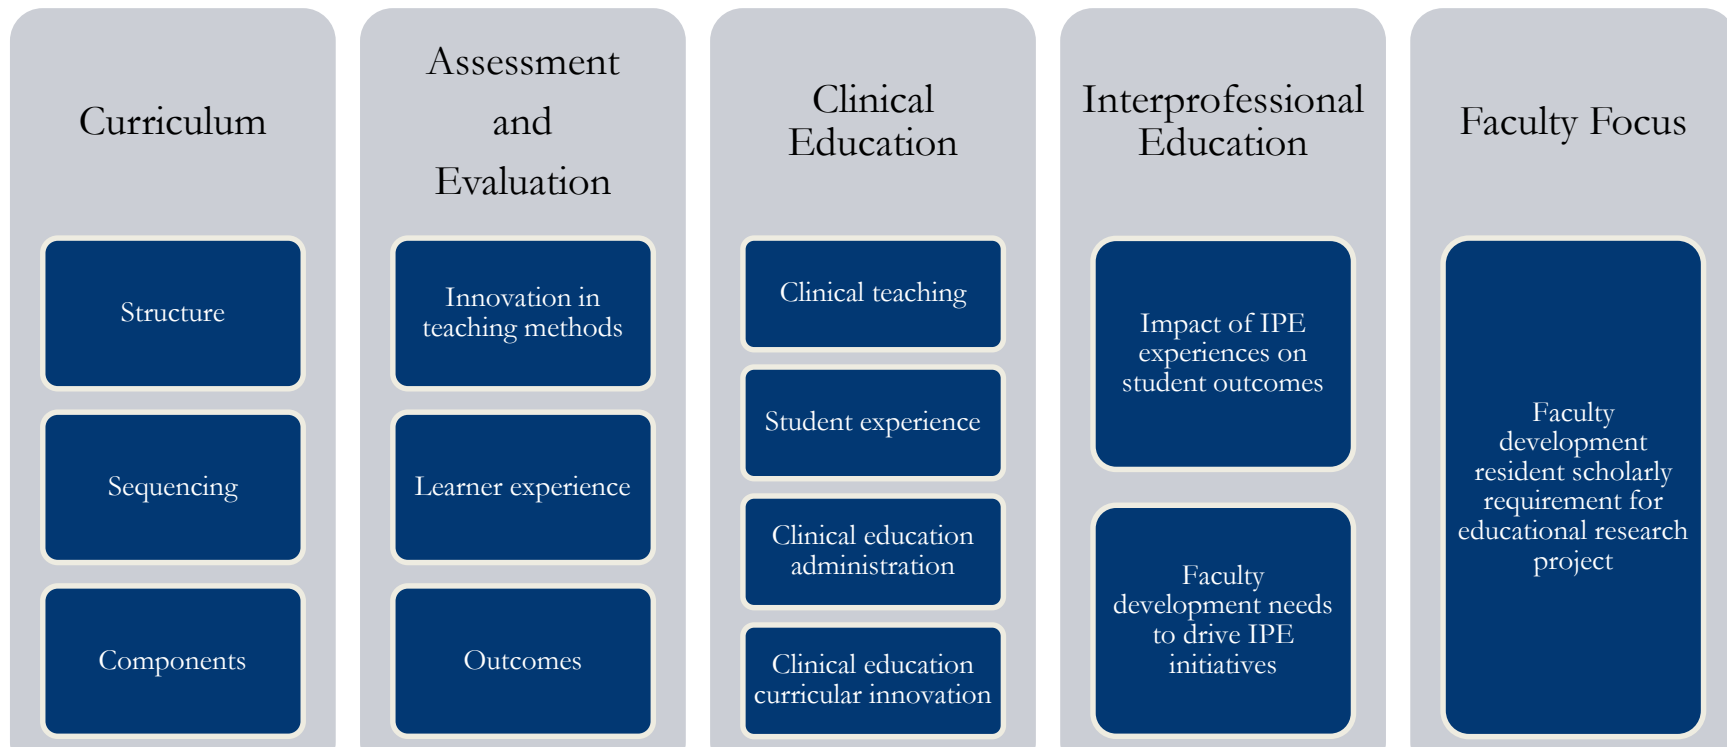 Curriculum
Structure
Sequencing
Components
Assessment
and
Evaluation
Innovation in
teaching methods
Learner experience
Outcomes
Clinical
Education
Clinical teaching
Student experience
Clinical education
administration
Clinical education
curricular innovation
Interprofessional
Education
Impact of IPE
experiences on
student outcomes
Faculty
development needs
to drive IPE
initiatives
Faculty Focus
Faculty
development
resident scholarly
requirement for
educational research
project